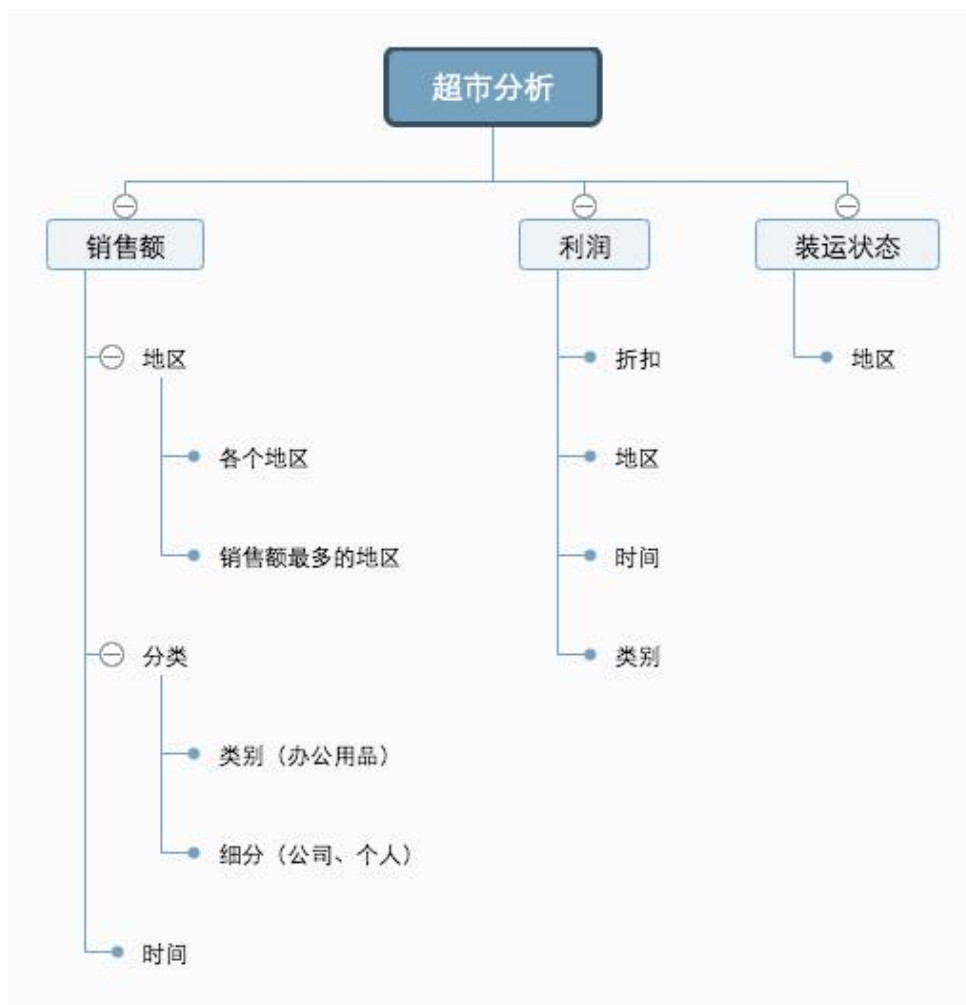 超市分析
销售额
利润
装运状态
地区
折扣
地区
各个地区
地区
销售额最多的地区
时间
分类
类别
类别（办公用品）
细分（公司、个人）
时间